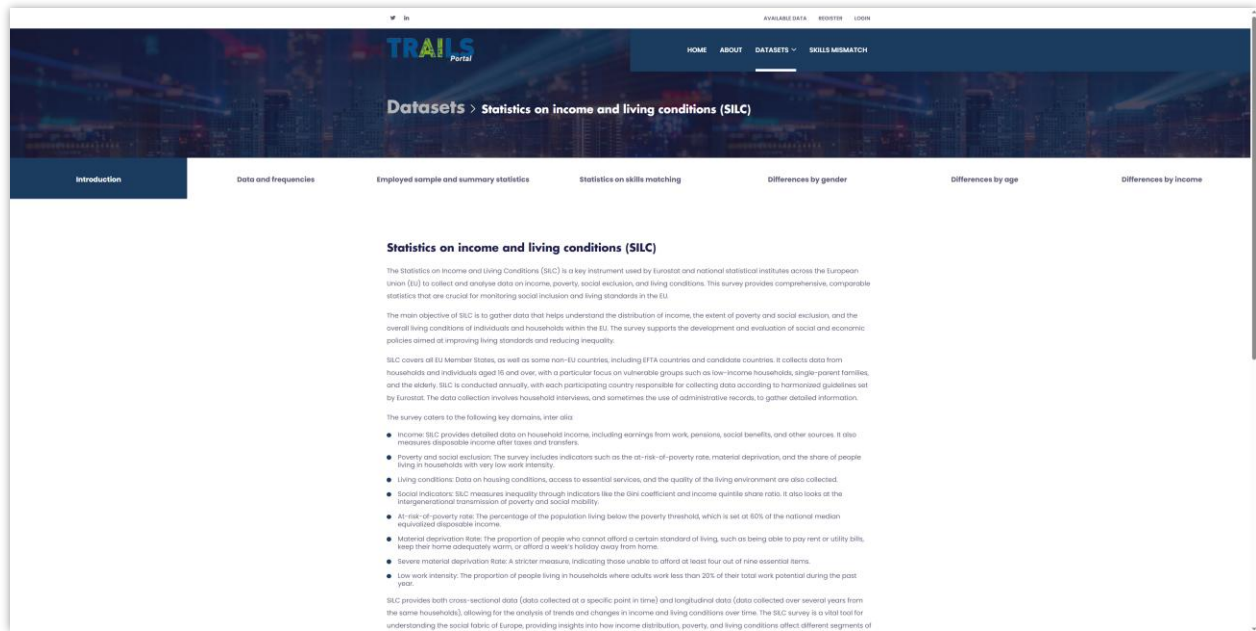 AVAILABLE DATA REGISTER LOGIN
TRAILS
Portal
HOME ABOUT DATASETS SKILLS MISMATCH
Datasets > Statistics on income and living conditions (SILC)
Introduction Data and frequencies Employed sample and summary statistics Statistics on skills matching Differences by gender Differences by age Differences by income
Statistics on income and living conditions (SILC)
The Statistics on Income and Living Conditions (SILC) is a key instrument used by Eurostat and national statistical institutes across the European
Union (EU) to collect and analyse data on income, poverty, social exclusion, and living conditions. This survey provides comprehensive, comparable
statistics that are crucial for monitoring social inclusion and living standards in the EU.
The main objective of SILC is to gather data that helps understand the distribution of income, the extent of poverty and social exclusion, and the
overall living conditions of individuals and households within the EU. The survey supports the development and evaluation of social and economic
policies aimed at improving living standards and reducing inequality.
SILC covers all EU Member States, as well as some non-EU countries, including EFTA countries and candidate countries. It collects data from
households and individuals aged 16 and over, with a particular focus on vulnerable groups such as low-income households, single-parent families,
and the elderly. SILC is conducted annually, with each participating country responsible for collecting data according to harmonized guidelines set
by Eurostat. The data collection involves household interviews, and sometimes the use of administrative records, to gather detailed information.
The survey caters to the following key domains, inter alia:
Income: SILC provides detailed data on household income, including earnings from work, pensions, social benefits, and other sources. It also
measures disposable income after taxes and transfers.
Poverty and social exclusion: The survey includes indicators such as the at-risk-of-poverty rate, material deprivation, and the share of people
living in households with very low work intensity.
Living conditions: Data on housing conditions, access to essential services, and the quality of the living environment are also collected.
Social indicators: SILC measures inequality through indicators like the Gini coefficient and income quintile share ratio. It also looks at the
intergenerational transmission of poverty and social mobility.
At-risk-of-poverty rate: The percentage of the population living below the poverty threshold, which is set at 60% of the national median
equivalized disposable income.
Material deprivation Rate: The proportion of people who cannot afford a certain standard of living, such as being able to pay rent or utility bills,
keep their home adequately warm, or afford a week's holiday away from home.
Severe material deprivation Rate: A stricter measure, indicating those unable to afford at least four out of nine essential items.
Low work intensity: The proportion of people living in households where adults work less than 20% of their total work potential during the past
year.
SILC provides both cross-sectional data (data collected at a specific point in time) and longitudinal data (data collected over several years from
the same households), allowing for the analysis of trends and changes in income and living conditions over time. The SILC survey is a vital tool for
understanding the social fabric of Europe, providing insights into how income distribution, poverty, and living conditions affect different segments of